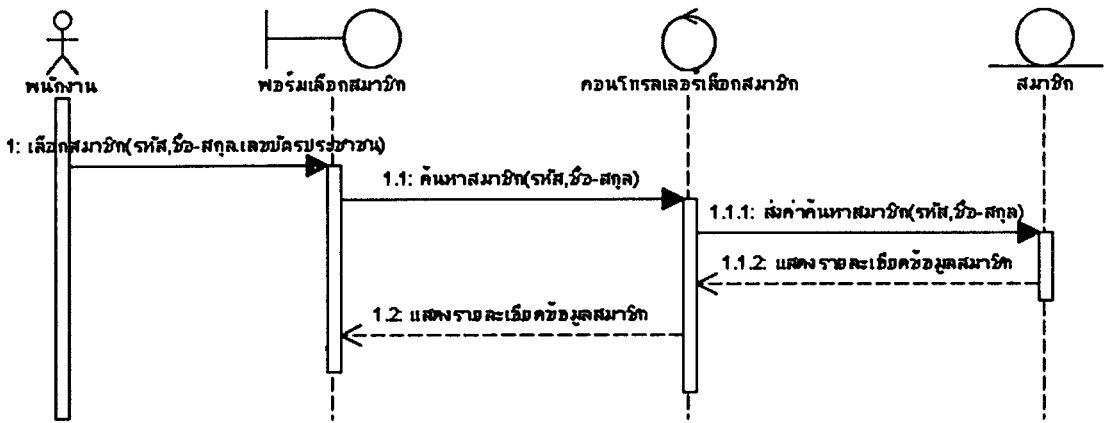 พนักงาน
ฟอร์มเลือกสมาชิก
คอนโทรลเลอร์เลือกสมาชิก
สมาชิก
1: เลือกสมาชิก(รหัส,ชื่อ-สกุล,เลขบัตรประชาชน)
1.1: ค้นหาสมาชิก(รหัส,ชื่อ-สกุล)
1.1.1: ส่งค่าค้นหาสมาชิก(รหัส,ชื่อ-สกุล)
1.1.2: แสดงรายละเอียดข้อมูลสมาชิก
1.2: แสดงรายละเอียดข้อมูลสมาชิก